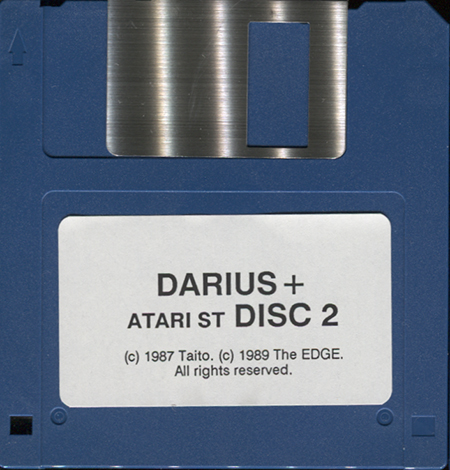 DARIUS+
ATARI ST DISC 2
(c) 1987 Taito. (c) 1989 The EDGE.
All rights reserved.